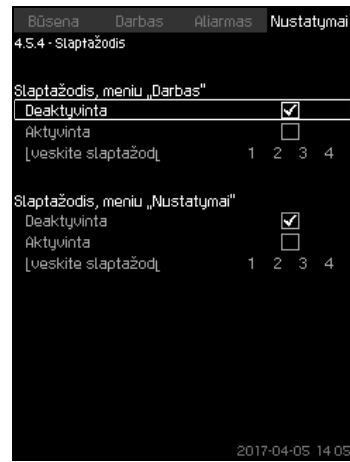 Būsena Darbas Aliarmas Nustatymai
4.5.4 - Slaptažodis
Slaptažodis, meniu „Darbas"
Deaktyvinta
Aktyvinta
Įveskite slaptažodį 1 2 3 4
Slaptažodis, meniu „Nustatymai"
Deaktyvinta
Aktyvinta
Įveskite slaptažodį 1 2 3 4
2017-04-05 14:05